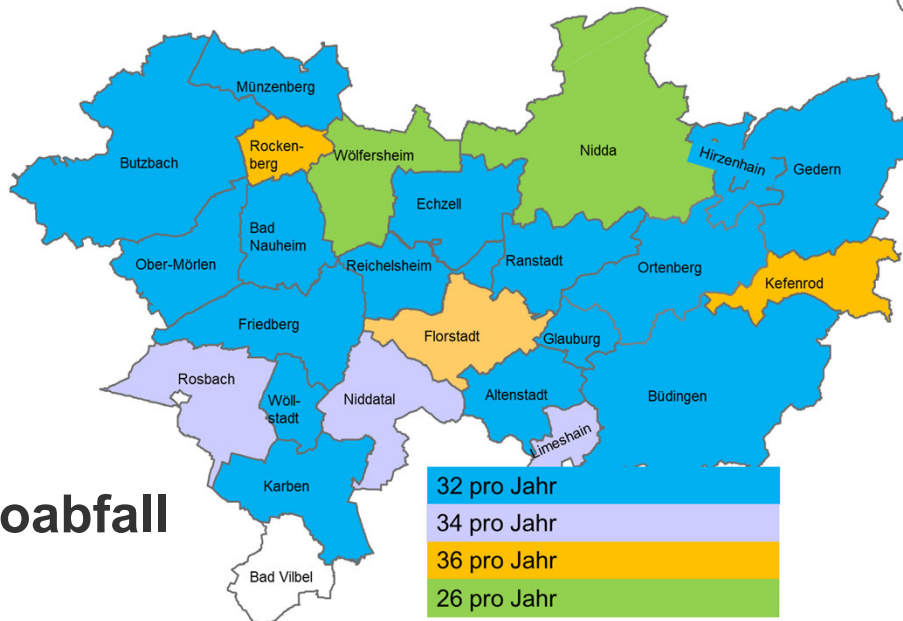 Münzenberg
Rocken-
berg
Wölfersheim
Butzbach
Nidda
Hirzenhain
Gedern
Echzell
Bad
Nauheim
Ober-Mörlen
Reichelsheim
Ranstadt
Ortenberg
Kefenrod
Friedberg
Florstadt
Glauburg
Rosbach
Wöll-
stadt
Niddatal
Altenstadt
Büdingen
Limeshain
Karben
Bad Vilbel
oabfall
32 pro Jahr
34 pro Jahr
36 pro Jahr
26 pro Jahr